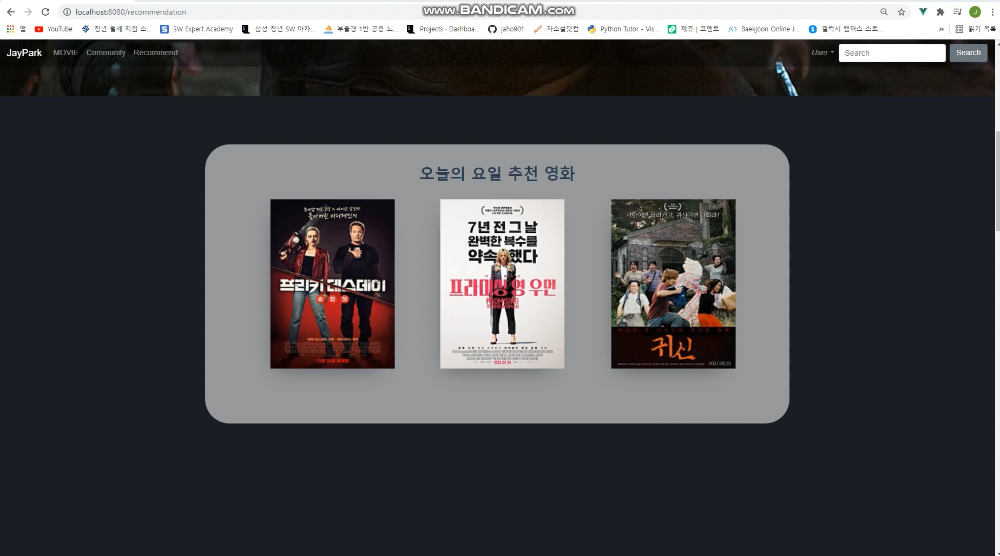 www.BANDICAM.com
localhost:8080/recommendation
J
앱
YouTube
청년 월세 지원 소...
SW Expert Academy
삼성 청년 SW 아카...
부울경 1반 공용 노...
Projects · Dashboa...
jaho901
자소설닷컴
Python Tutor - Vis...
제휴 | 코멘토
Baekjoon Online J...
갤럭시 캠퍼스 스토...
»
읽기 목록
JayPark MOVIE Community Recommend
User Search Search
오늘의 요일 추천 영화
프리키 데스데이
순 한 맛
12월 10일 대개봉
7년 전 그 날
완벽한 복수를
약속했다
프라미싱 영 우먼
PROMISING
YOUNG WOMAN
2021.02.24
사람이면 물러가고, 귀신이면 나와라!
귀신
2021.08.25